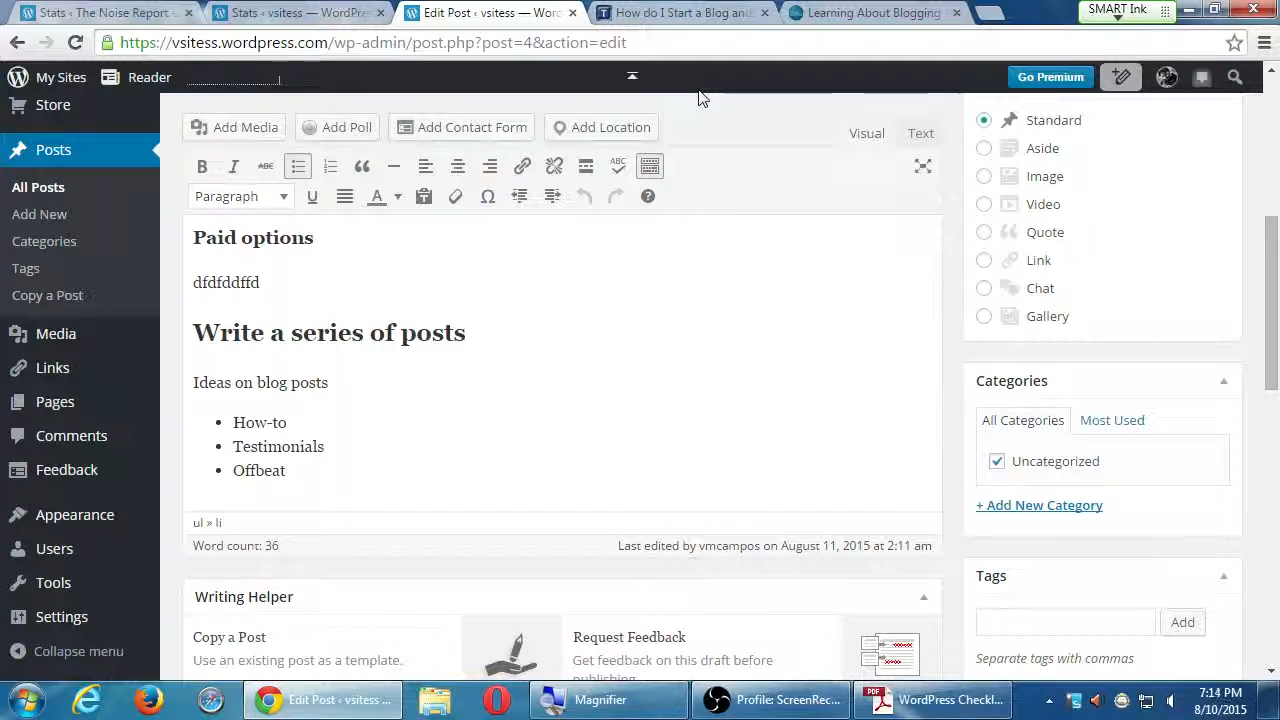 Stats ‹ The Noise Report —
Stats ‹ vsitess — WordPre
Edit Post ‹ vsitess — Wor
How do I Start a Blog and
Learning About Blogging
SMART Ink
https://vsitess.wordpress.com/wp-admin/post.php?post=4&action=edit
My Sites
Reader
Go Premium
Store
Posts
All Posts
Add New
Categories
Tags
Copy a Post
Media
Links
Pages
Comments
Feedback
Appearance
Users
Tools
Settings
Collapse menu
Add Media
Add Poll
Add Contact Form
Add Location
Visual
Text
B I ABC
ABC
Paragraph
U
A
Ω
Paid options
dfdfddffd
Write a series of posts
Ideas on blog posts
• How-to
• Testimonials
• Offbeat
ul » li
Word count: 36
Last edited by vmcampos on August 11, 2015 at 2:11 am
Writing Helper
Copy a Post
Use an existing post as a template.
Request Feedback
Get feedback on this draft before
publishing.
Standard
Aside
Image
Video
Quote
Link
Chat
Gallery
Categories
All Categories
Most Used
Uncategorized
+ Add New Category
Tags
Add
Separate tags with commas
Edit Post ‹ vsitess ...
Magnifier
Profile: ScreenRec...
PDF
WordPress Checkl...
7:14 PM
8/10/2015